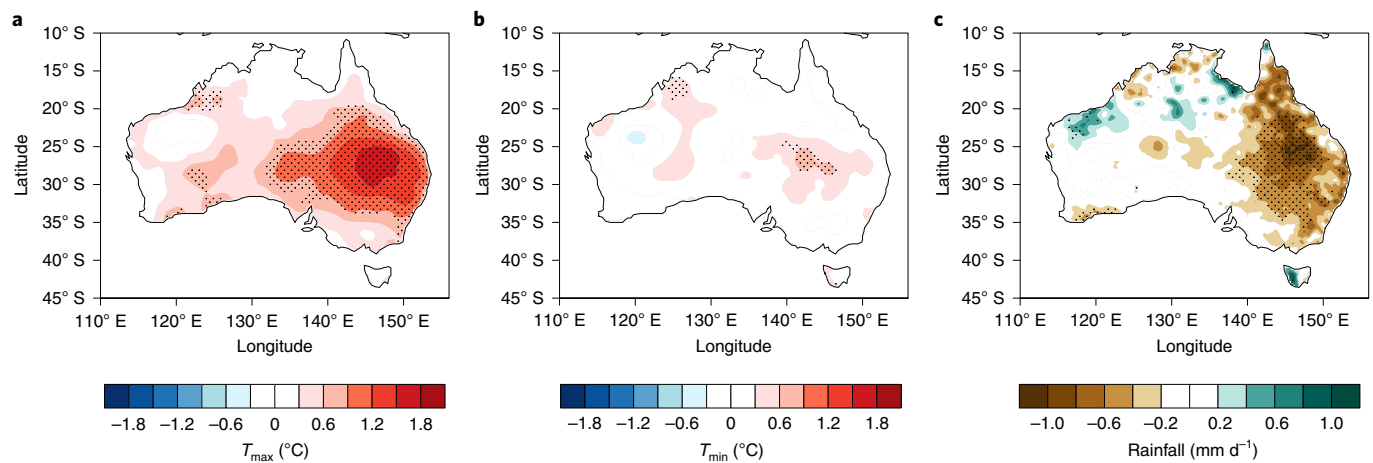 a
10° S
15° S
20° S
25° S
30° S
35° S
40° S
45° S
Latitude
110° E 120° E 130° E 140° E 150° E
Longitude
−1.8 −1.2 −0.6 0 0.6 1.2 1.8
Tmax (°C)
b
10° S
15° S
20° S
25° S
30° S
35° S
40° S
45° S
Latitude
110° E 120° E 130° E 140° E 150° E
Longitude
−1.8 −1.2 −0.6 0 0.6 1.2 1.8
Tmin (°C)
c
10° S
15° S
20° S
25° S
30° S
35° S
40° S
45° S
Latitude
110° E 120° E 130° E 140° E 150° E
Longitude
−1.0 −0.6 −0.2 0.2 0.6 1.0
Rainfall (mm d−1)